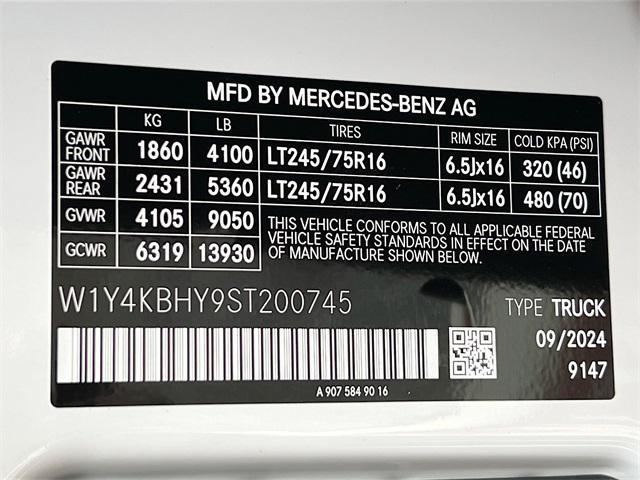 MFD BY MERCEDES-BENZ AG
KG LB TIRES RIM SIZE COLD KPA (PSI)
GAWR FRONT 1860 4100 LT245/75R16 6.5Jx16 320 (46)
GAWR REAR 2431 5360 LT245/75R16 6.5Jx16 480 (70)
GVWR 4105 9050 THIS VEHICLE CONFORMS TO ALL APPLICABLE FEDERAL
VEHICLE SAFETY STANDARDS IN EFFECT ON THE DATE
GCWR 6319 13930 OF MANUFACTURE SHOWN ABOVE.
W1Y4KBHY9ST200745 TYPE TRUCK
09/2024
9147
A 907 584 90 16